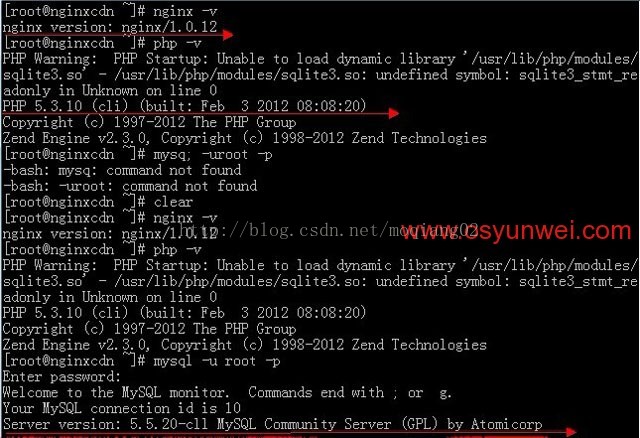 [root@nginxcdn ~]# nginx -v
nginx version: nginx/1.0.12
[root@nginxcdn ~]# php -v
PHP Warning:  PHP Startup: Unable to load dynamic library '/usr/lib/php/modules/
sqlite3.so' - /usr/lib/php/modules/sqlite3.so: undefined symbol: sqlite3_stmt_re
adonly in Unknown on line 0
PHP 5.3.10 (cli) (built: Feb  3 2012 08:08:20)
Copyright (c) 1997-2012 The PHP Group
Zend Engine v2.3.0, Copyright (c) 1998-2012 Zend Technologies
[root@nginxcdn ~]# mysq; -uroot -p
-bash: mysq: command not found
-bash: -uroot: command not found
[root@nginxcdn ~]# clear
[root@nginxcdn ~]# nginx -v
nginx version: nginx/1.0.12
http://blog.csdn.net/moqiang02
www.osyunwei.com
[root@nginxcdn ~]# php -v
PHP Warning:  PHP Startup: Unable to load dynamic library '/usr/lib/php/modules/
sqlite3.so' - /usr/lib/php/modules/sqlite3.so: undefined symbol: sqlite3_stmt_re
adonly in Unknown on line 0
PHP 5.3.10 (cli) (built: Feb  3 2012 08:08:20)
Copyright (c) 1997-2012 The PHP Group
Zend Engine v2.3.0, Copyright (c) 1998-2012 Zend Technologies
[root@nginxcdn ~]# mysql -u root -p
Enter password:
Welcome to the MySQL monitor.  Commands end with ; or  g.
Your MySQL connection id is 10
Server version: 5.5.20-cll MySQL Community Server (GPL) by Atomicorp